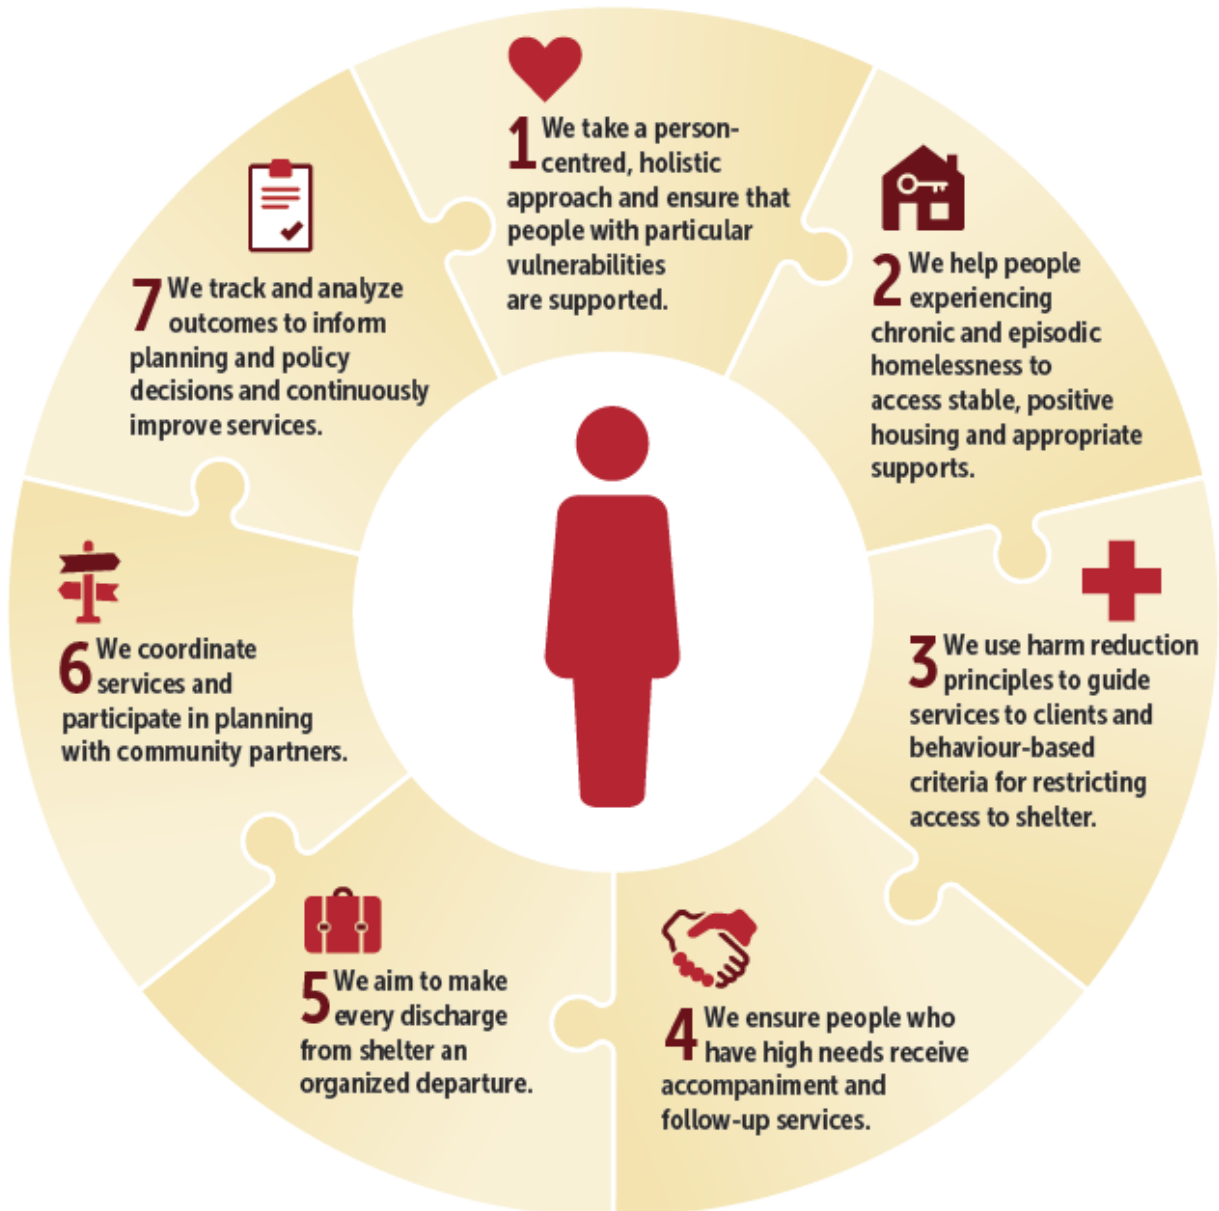 1 We take a person-
centred, holistic
approach and ensure that
people with particular
vulnerabilities
are supported.
2 We help people
experiencing
chronic and episodic
homelessness to
access stable, positive
housing and appropriate
supports.
3 We use harm reduction
principles to guide
services to clients and
behaviour-based
criteria for restricting
access to shelter.
4 We ensure people who
have high needs receive
accompaniment and
follow-up services.
5 We aim to make
every discharge
from shelter an
organized departure.
6 We coordinate
services and
participate in planning
with community partners.
7 We track and analyze
outcomes to inform
planning and policy
decisions and continuously
improve services.